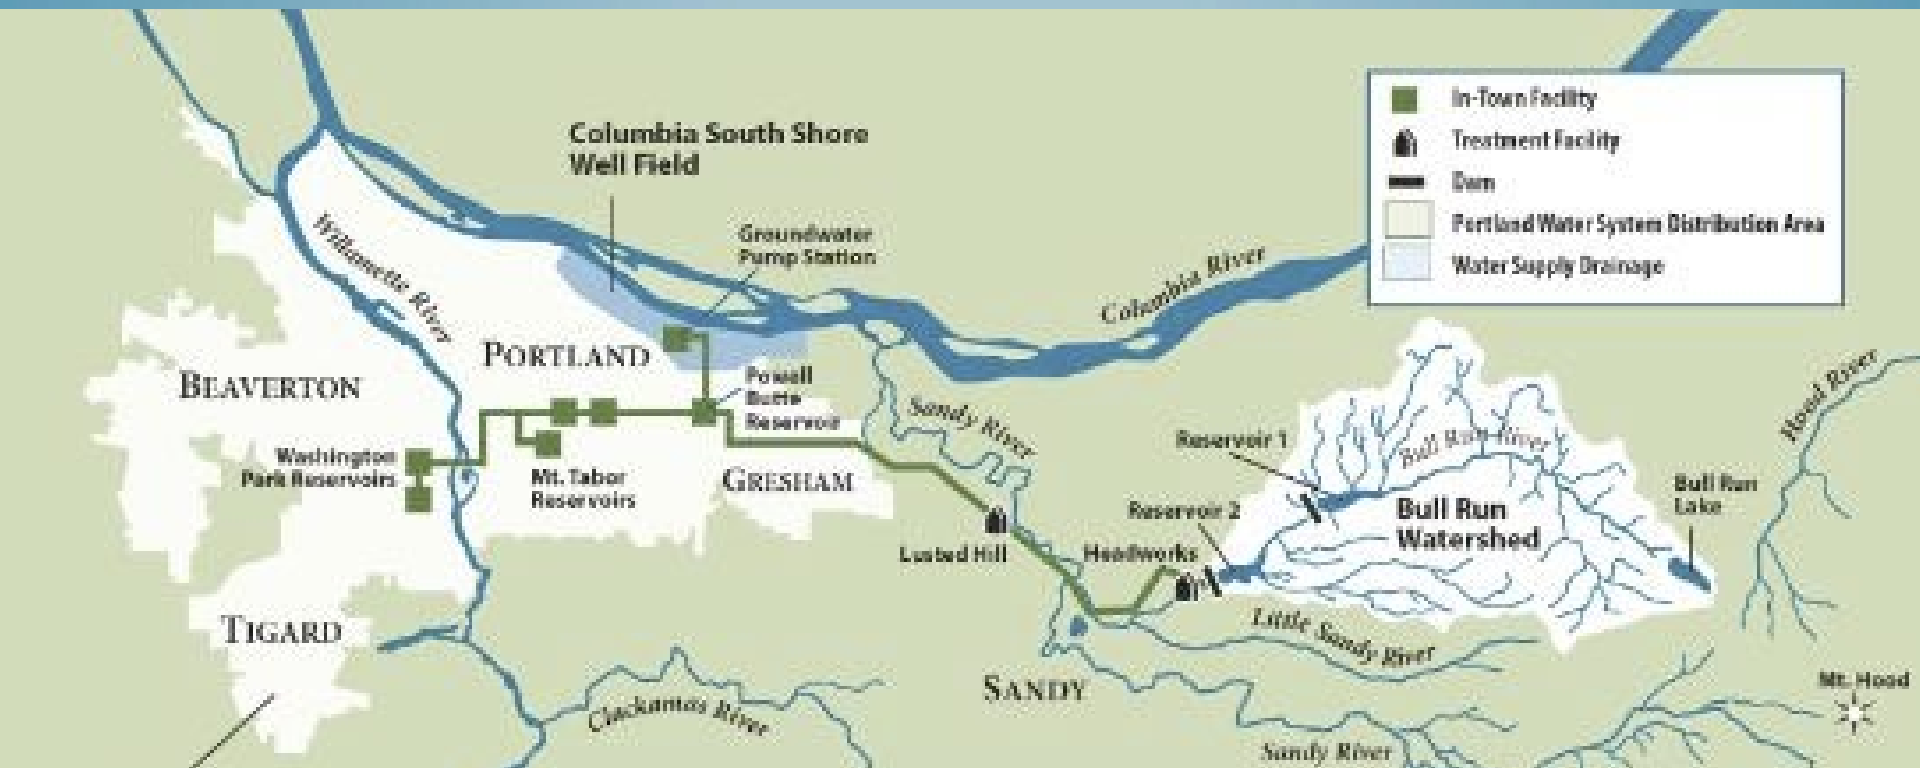 In-Town Facility
Treatment Facility
Dam
Portland Water System Distribution Area
Water Supply Drainage
Columbia South Shore
Well Field
Groundwater
Pump Station
Columbia River
Willamette River
PORTLAND
BEAVERTON
Powell
Butte
Reservoir
Sandy River
Hood River
Reservoir 1
Bull Run River
Washington
Park Reservoirs
Mt. Tabor
Reservoirs
GRESHAM
Bull Run
Lake
Reservoir 2
Bull Run
Watershed
Lusted Hill
Headworks
TIGARD
Little Sandy River
SANDY
Mt. Hood
Clackamas River
Sandy River